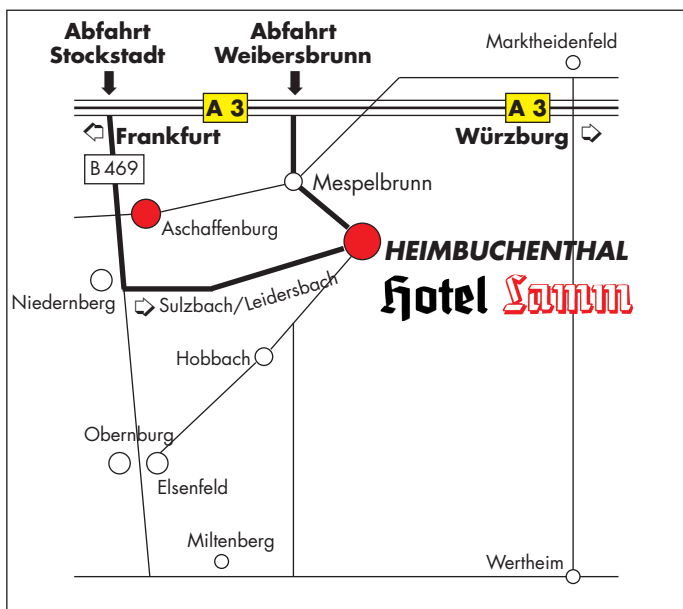 Abfahrt
Stockstadt
Abfahrt
Weibersbrunn
Marktheidenfeld
A 3
A 3
Frankfurt
Würzburg
B 469
Mespelbrunn
Aschaffenburg
HEIMBUCHENTHAL
Hotel Lamm
Niedernberg
Sulzbach/Leidersbach
Hobbach
Obernburg
Elsenfeld
Miltenberg
Wertheim